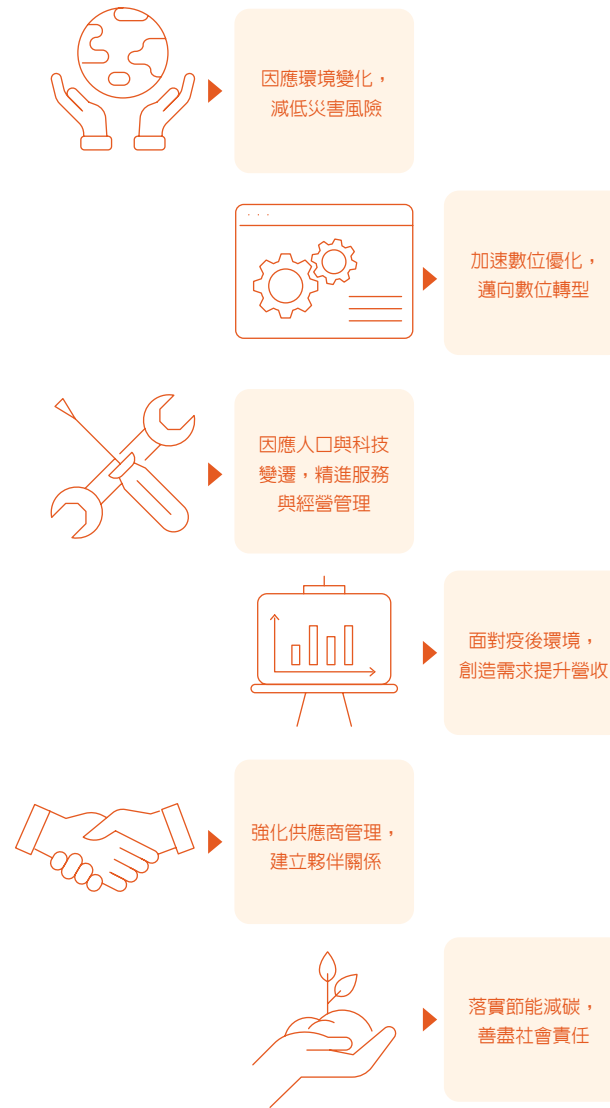 因應環境變化，
減低災害風險
加速數位優化，
邁向數位轉型
因應人口與科技
變遷，精進服務
與經營管理
面對疫後環境，
創造需求提升營收
強化供應商管理，
建立夥伴關係
落實節能減碳，
善盡社會責任